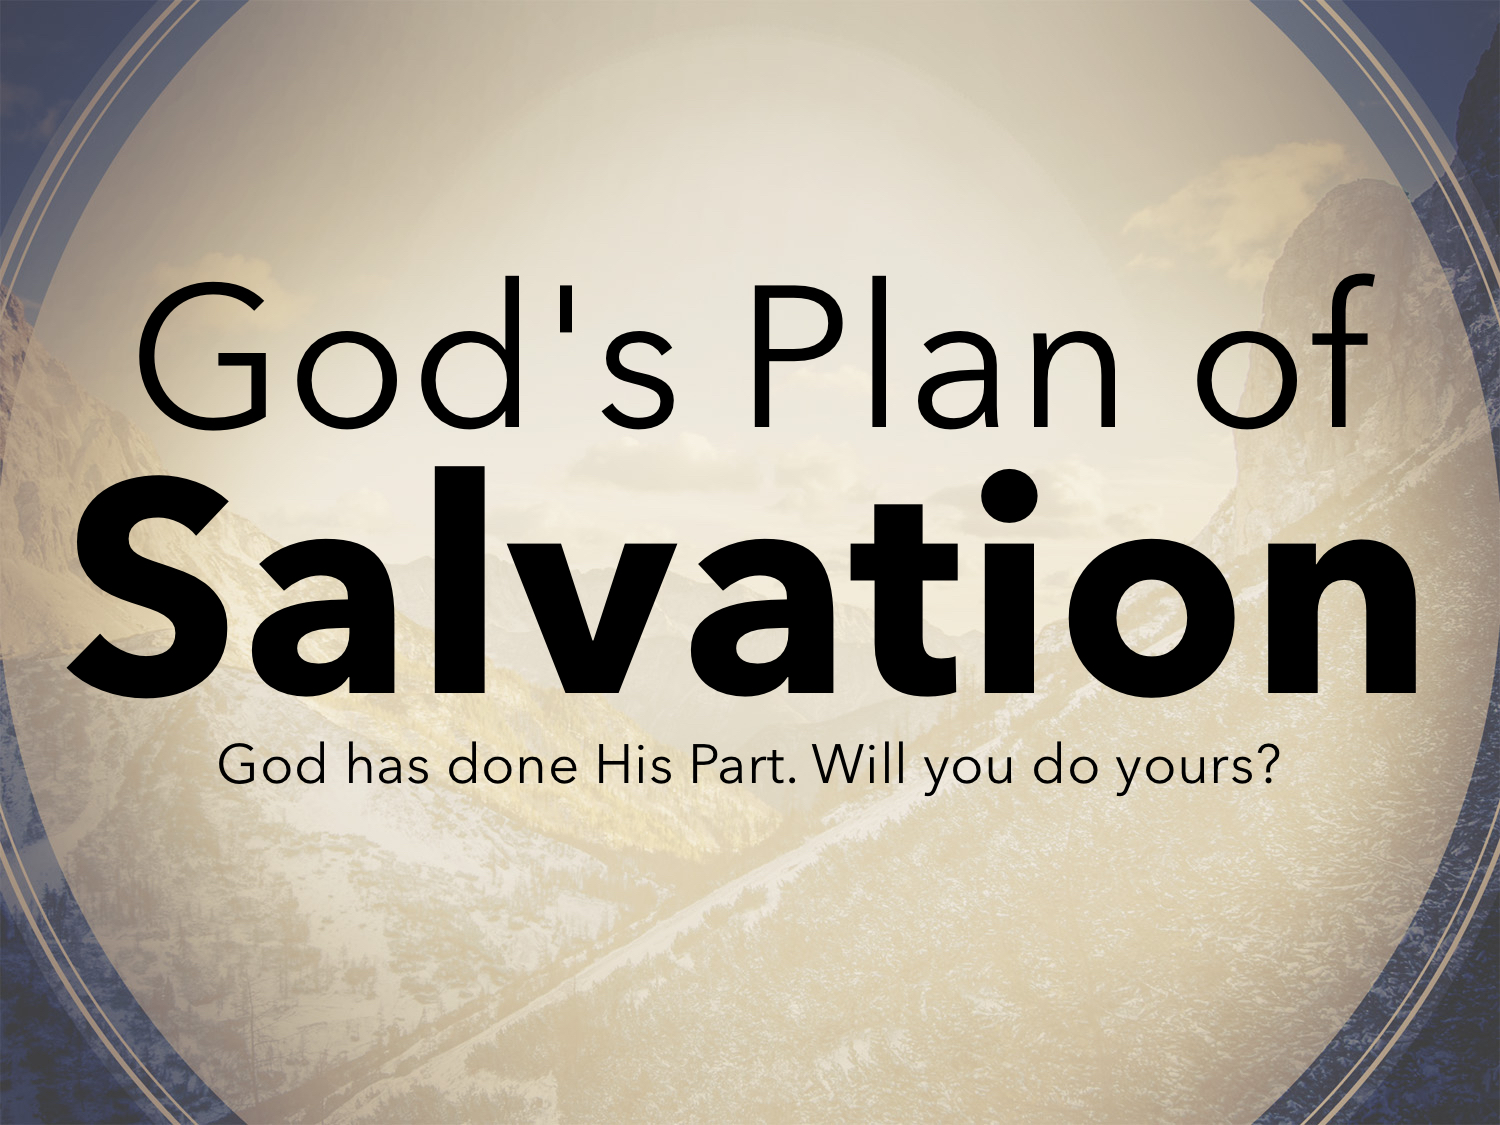 God's Plan of
Salvation
God has done His Part. Will you do yours?